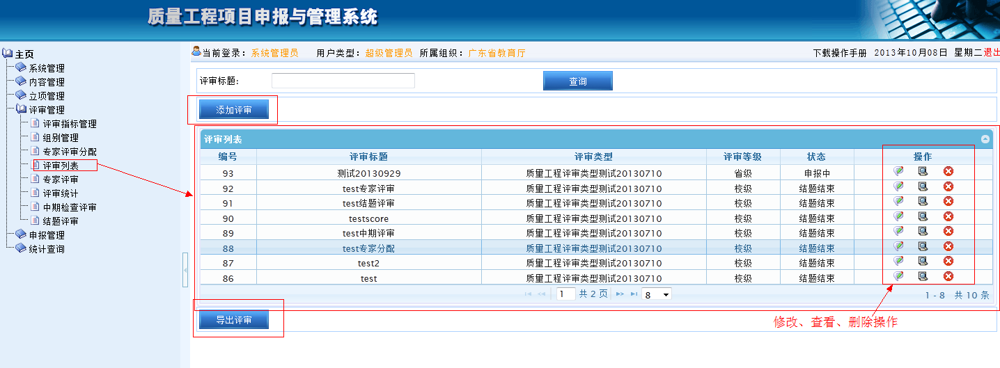 质量工程项目申报与管理系统
主页
系统管理
内容管理
立项管理
评审管理
评审指标管理
组别管理
专家评审分配
评审列表
专家评审
评审统计
中期检查评审
结题评审
申报管理
统计查询
当前登录: 系统管理员 用户类型: 超级管理员 所属组织: 广东省教育厅 下载操作手册 2013年10月08日 星期二退出
评审标题: 查询
添加评审
评审列表
编号 评审标题 评审类型 评审等级 状态 操作
93 测试20130929 质量工程评审类型测试20130710 省级 申报中
92 test专家评审 质量工程评审类型测试20130710 校级 结题结束
91 test结题评审 质量工程评审类型测试20130710 校级 结题结束
90 testscore 质量工程评审类型测试20130710 校级 结题结束
89 test中期评审 质量工程评审类型测试20130710 校级 结题结束
88 test专家分配 质量工程评审类型测试20130710 校级 结题结束
87 test2 质量工程评审类型测试20130710 校级 结题结束
86 test 质量工程评审类型测试20130710 校级 结题结束
1 共 2 页 8 1 - 8 共 10 条
导出评审
修改、查看、删除操作